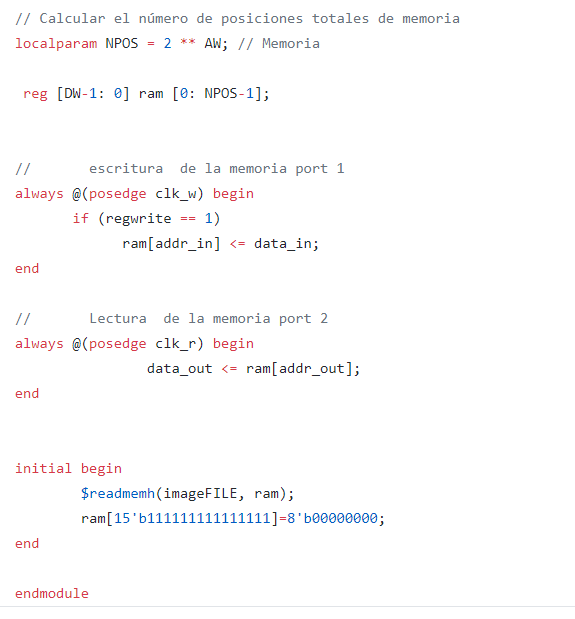 // Calcular el número de posiciones totales de memoria
localparam NPOS = 2 ** AW; // Memoria
reg [DW-1: 0] ram [0: NPOS-1];
// escritura de la memoria port 1
always @(posedge clk_w) begin
if (regwrite == 1)
ram[addr_in] <= data_in;
end
// Lectura de la memoria port 2
always @(posedge clk_r) begin
data_out <= ram[addr_out];
end
initial begin
$readmemh(imageFILE, ram);
ram[15'b111111111111111]=8'b00000000;
end
endmodule